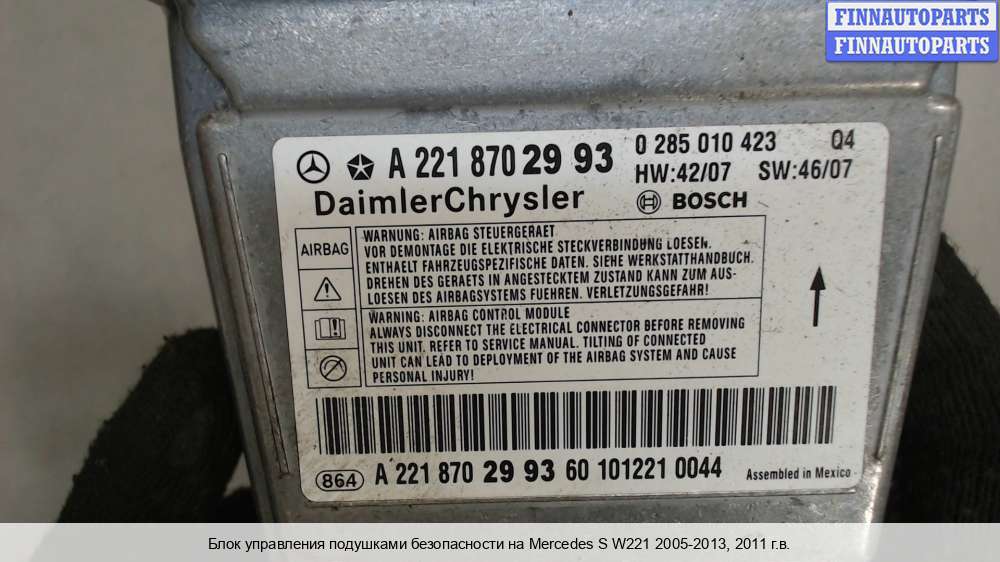 FINNAUTOPARTS
FINNAUTOPARTS
A 221 870 29 93
0 285 010 423 Q4
HW:42/07 SW:46/07
DaimlerChrysler
BOSCH
AIRBAG
WARNUNG: AIRBAG STEUERGERAET
VOR DEMONTAGE DIE ELEKTRISCHE STECKVERBINDUNG LOESEN.
ENTHAELT FAHRZEUGSPEZIFISCHE DATEN. SIEHE WERKSTATTHANDBUCH.
DREHEN DES GERAETS IN ANGESTECKTEM ZUSTAND KANN ZUM AUS-
LOESEN DES AIRBAGSYSTEMS FUEHREN. VERLETZUNGSGEFAHR!
WARNING: AIRBAG CONTROL MODULE
ALWAYS DISCONNECT THE ELECTRICAL CONNECTOR BEFORE REMOVING
THIS UNIT. REFER TO SERVICE MANUAL. TILTING OF CONNECTED
UNIT CAN LEAD TO DEPLOYMENT OF THE AIRBAG SYSTEM AND CAUSE
PERSONAL INJURY!
864 A 221 870 29 93 60 101221 0044 Assembled in Mexico
Блок управления подушками безопасности на Mercedes S W221 2005-2013, 2011 г.в.